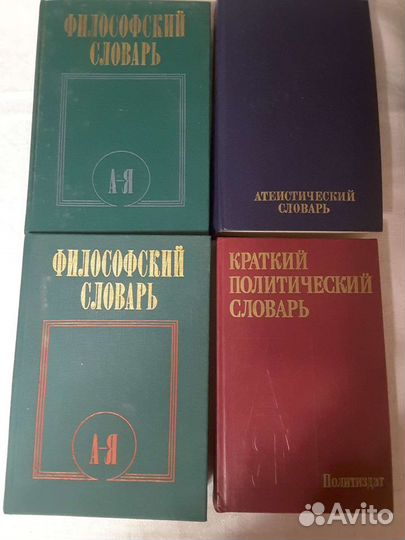 ФИЛОСОФСКИЙ
СЛОВАРЬ
А-Я
АТЕИСТИЧЕСКИЙ
СЛОВАРЬ
ФИЛОСОФСКИЙ
СЛОВАРЬ
А-Я
КРАТКИЙ
ПОЛИТИЧЕСКИЙ
СЛОВАРЬ
Политиздат
Avito